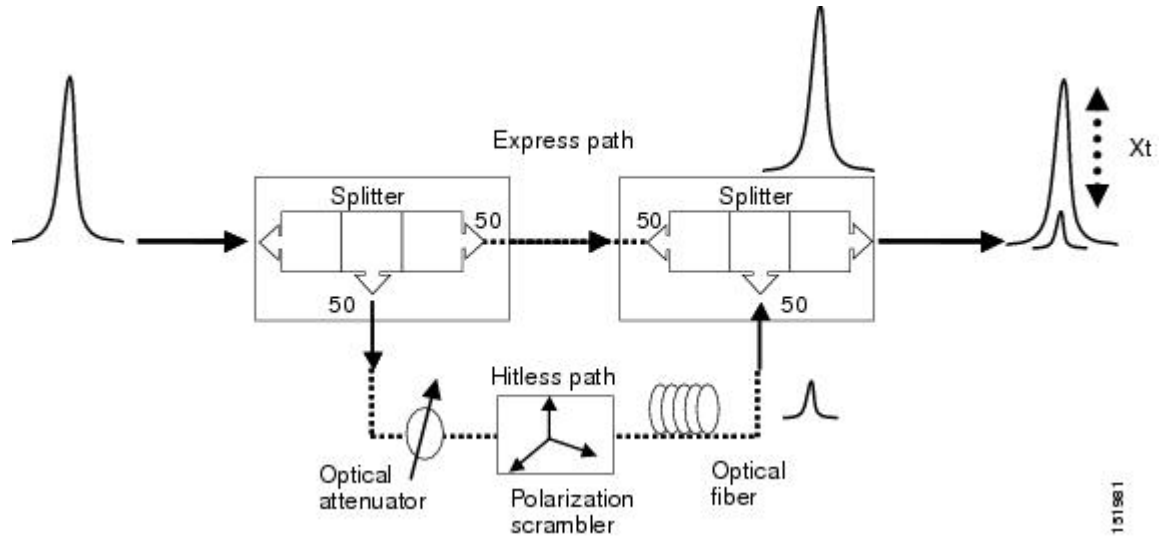 Express path
Xt
Splitter
Splitter
50
50
50
50
Hitless path
Optical
attenuator
Polarization
scrambler
Optical
fiber
151981